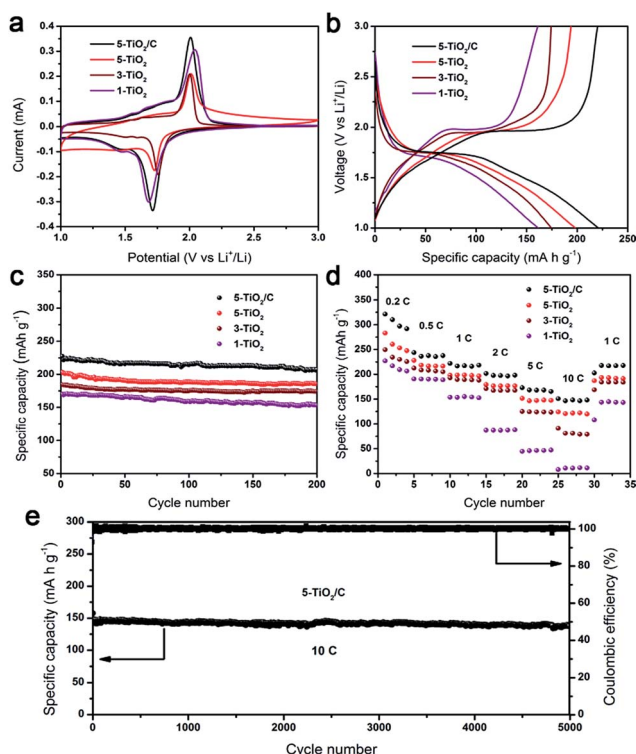 a
5-TiO₂/C
5-TiO₂
3-TiO₂
1-TiO₂
0.4
0.3
0.2
0.1
0.0
-0.1
-0.2
-0.3
-0.4
Current (mA)
1.0 1.5 2.0 2.5 3.0
Potential (V vs Li⁺/Li)
b
5-TiO₂/C
5-TiO₂
3-TiO₂
1-TiO₂
3.0
2.5
2.0
1.5
1.0
Voltage (V vs Li⁺/Li)
0 50 100 150 200 250
Specific capacity (mA h g⁻¹)
c
5-TiO₂/C
5-TiO₂
3-TiO₂
1-TiO₂
350
300
250
200
150
100
50
Specific capacity (mAh g⁻¹)
0 50 100 150 200
Cycle number
d
5-TiO₂/C
5-TiO₂
3-TiO₂
1-TiO₂
0.2 C
0.5 C
1 C
2 C
5 C
10 C
1 C
400
350
300
250
200
150
100
50
0
Specific capacity (mAh g⁻¹)
0 5 10 15 20 25 30 35
Cycle number
e
300
250
200
150
100
50
0
Specific capacity (mA h g⁻¹)
5-TiO₂/C
10 C
100
80
60
40
20
0
Coulombic efficiency (%)
0 1000 2000 3000 4000 5000
Cycle number